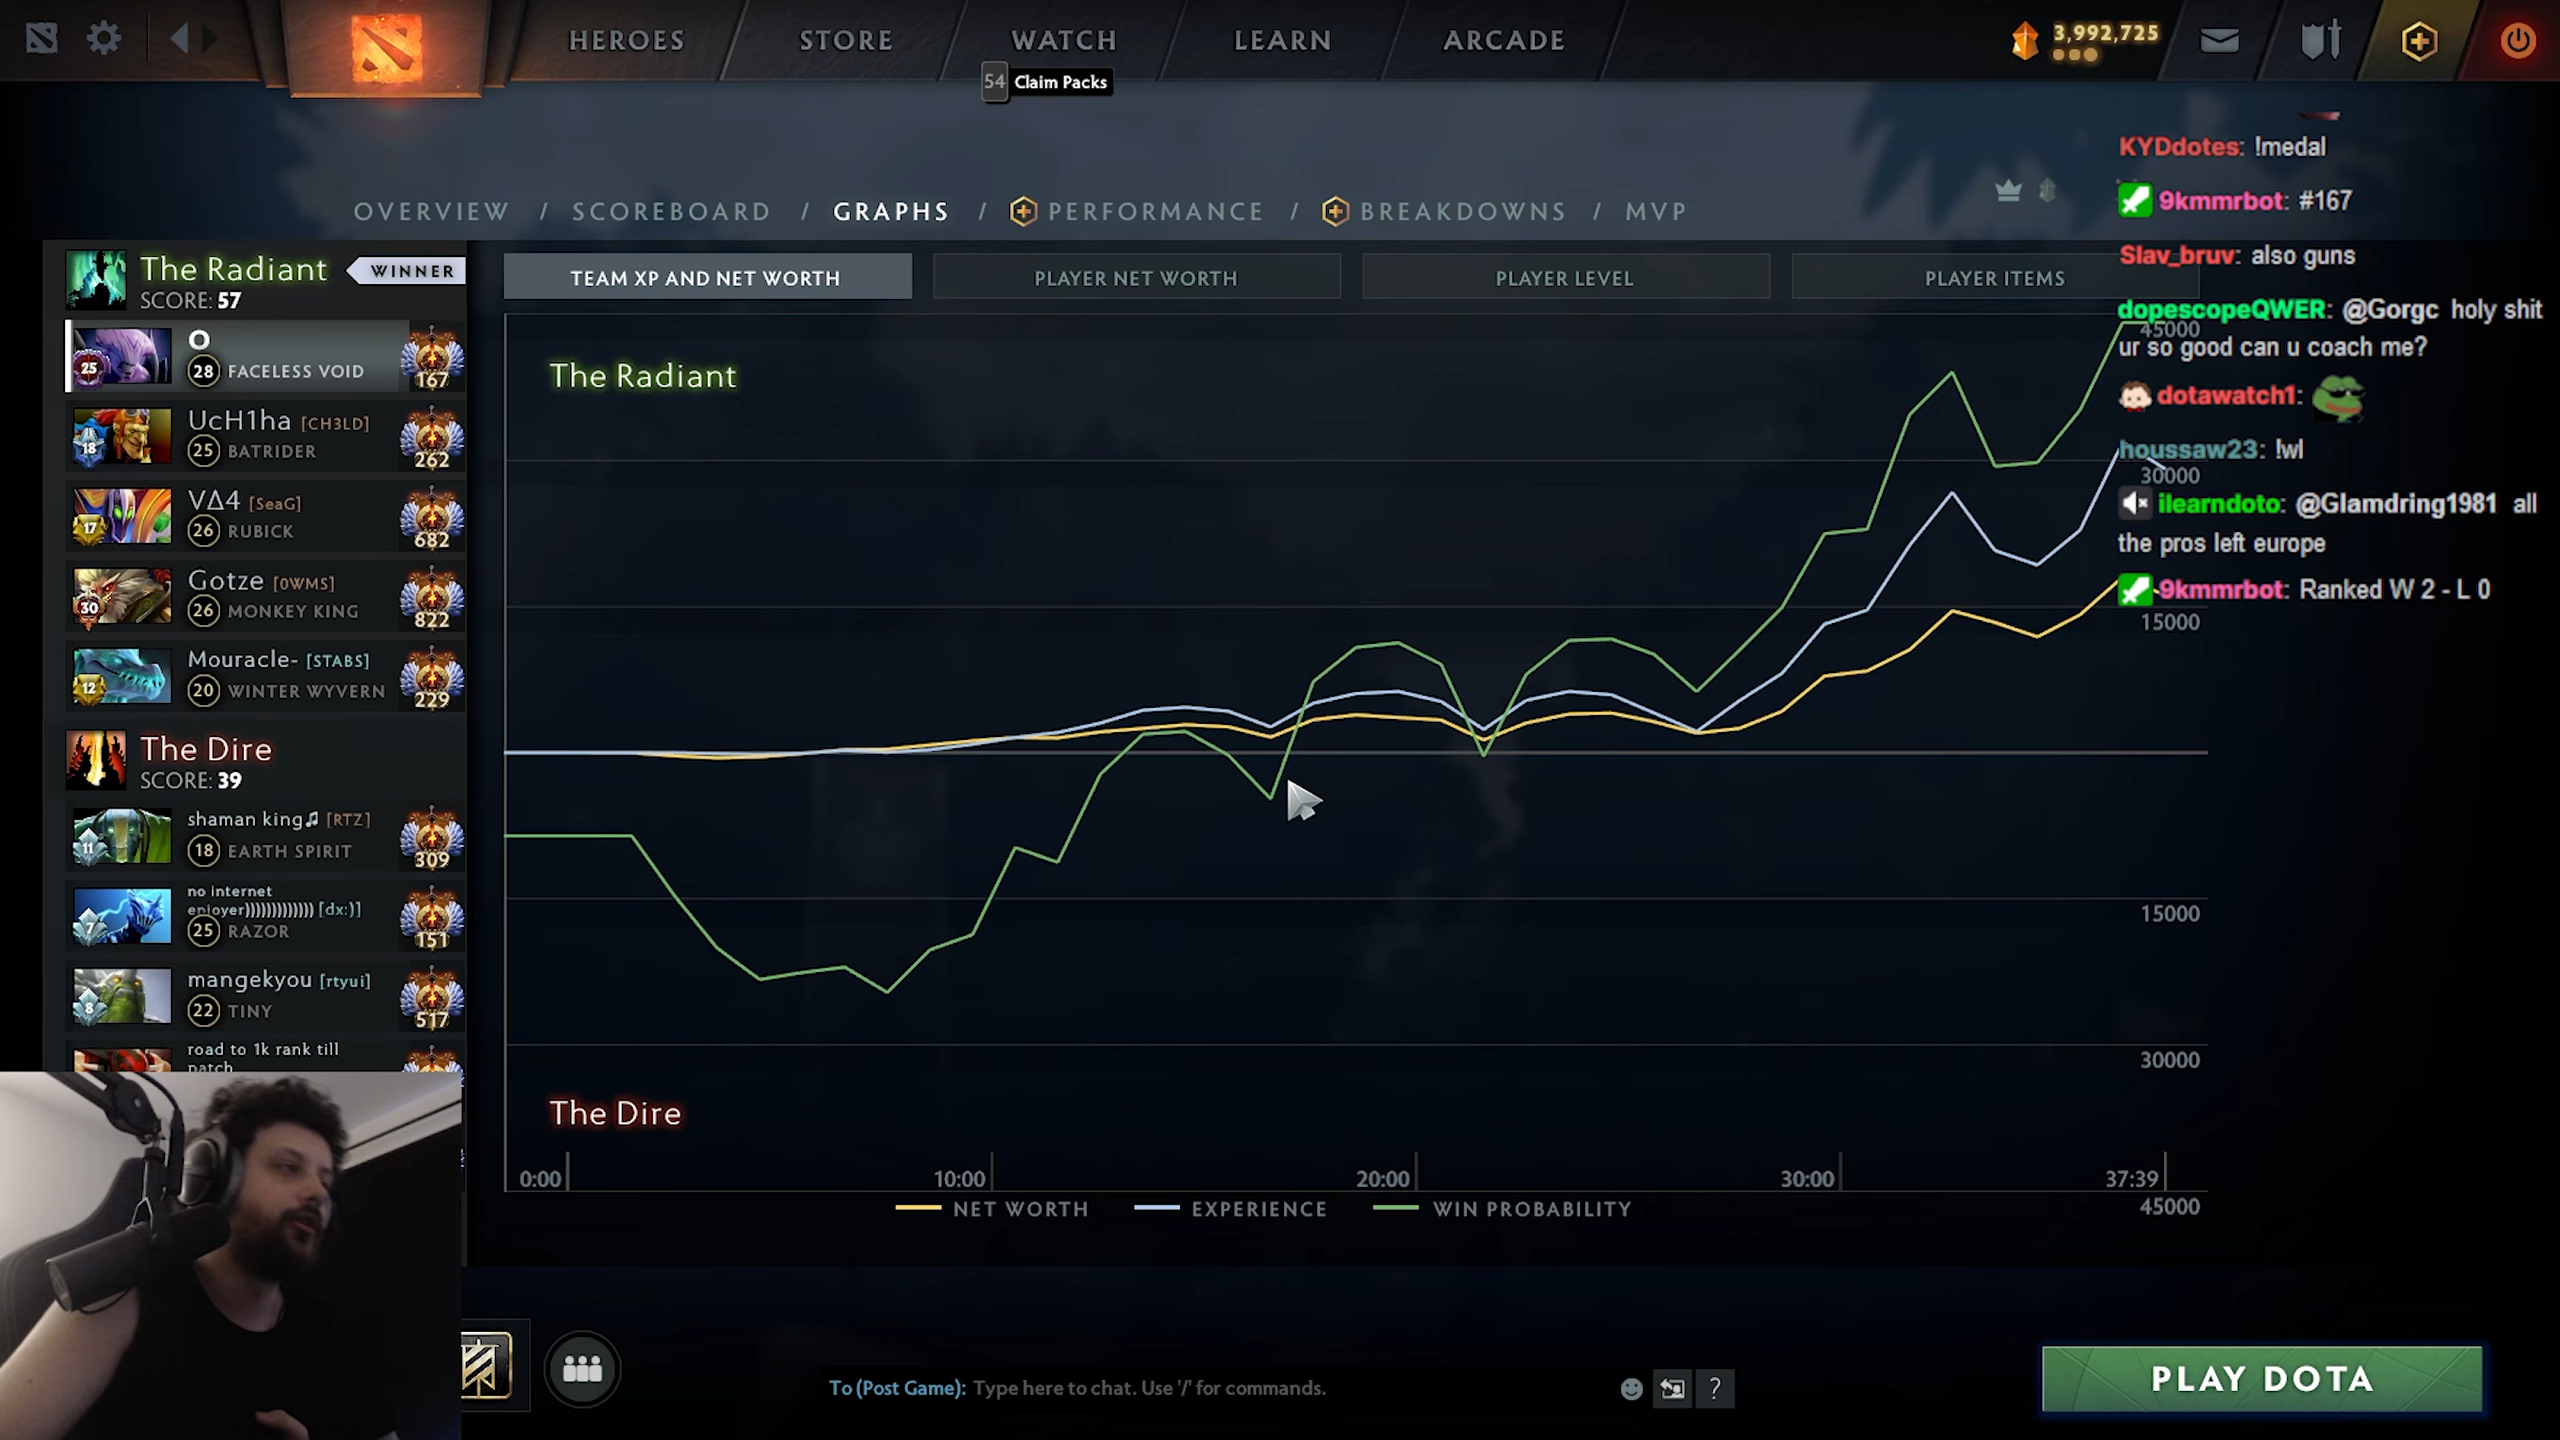 HEROES
STORE
WATCH
LEARN
ARCADE
3,992,725
54 Claim Packs
OVERVIEW / SCOREBOARD / GRAPHS / PERFORMANCE / BREAKDOWNS / MVP
The Radiant
WINNER
SCORE: 57
25
O
28 FACELESS VOID
167
18
UcH1ha [CH3LD]
25 BATRIDER
262
17
VΔ4 [SeaG]
26 RUBICK
682
30
Gotze [0WMS]
26 MONKEY KING
822
12
Mouracle- [STABS]
20 WINTER WYVERN
229
The Dire
SCORE: 39
11
shaman king♫ [RTZ]
18 EARTH SPIRIT
309
7
no internet
enjoyer)))))))))))) [dx:)]
25 RAZOR
151
8
mangekyou [rtyui]
22 TINY
517
road to 1k rank till
patch
TEAM XP AND NET WORTH
PLAYER NET WORTH
PLAYER LEVEL
PLAYER ITEMS
The Radiant
45000
30000
15000
15000
30000
The Dire
0:00
10:00
20:00
30:00
37:39
45000
NET WORTH
EXPERIENCE
WIN PROBABILITY
KYDdotes: !medal
9kmmrbot: #167
Slav_bruv: also guns
dopescopeQWER: @Gorgc holy shit
ur so good can u coach me?
dotawatch1:
houssaw23: !wl
ilearndoto: @Glamdring1981 all
the pros left europe
9kmmrbot: Ranked W 2 - L 0
To (Post Game): Type here to chat. Use '/' for commands.
?
PLAY DOTA